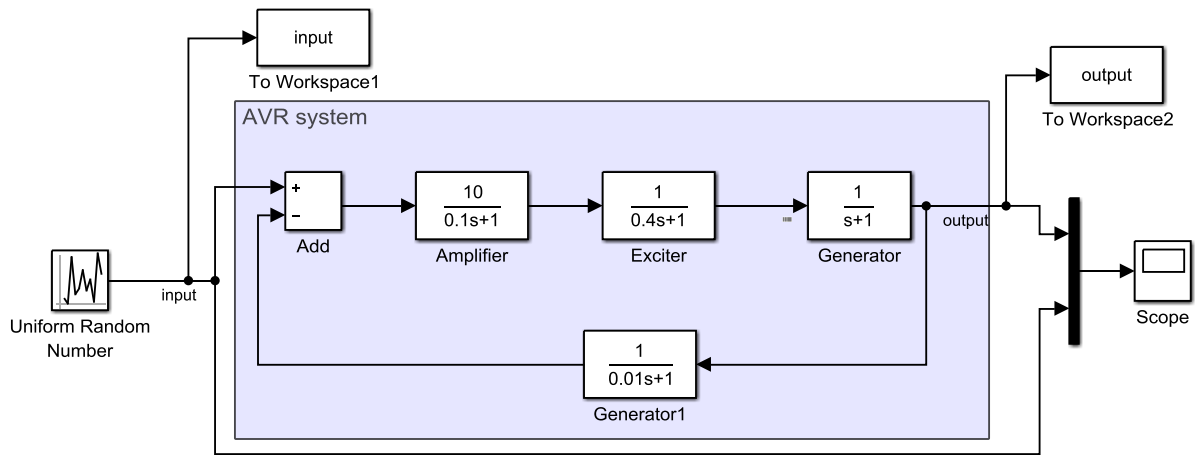 input
To Workspace1
output
To Workspace2
AVR system
+
−
Add
10
0.1s+1
Amplifier
1
0.4s+1
Exciter
1
s+1
Generator
output
input
Uniform Random
Number
1
0.01s+1
Generator1
Scope